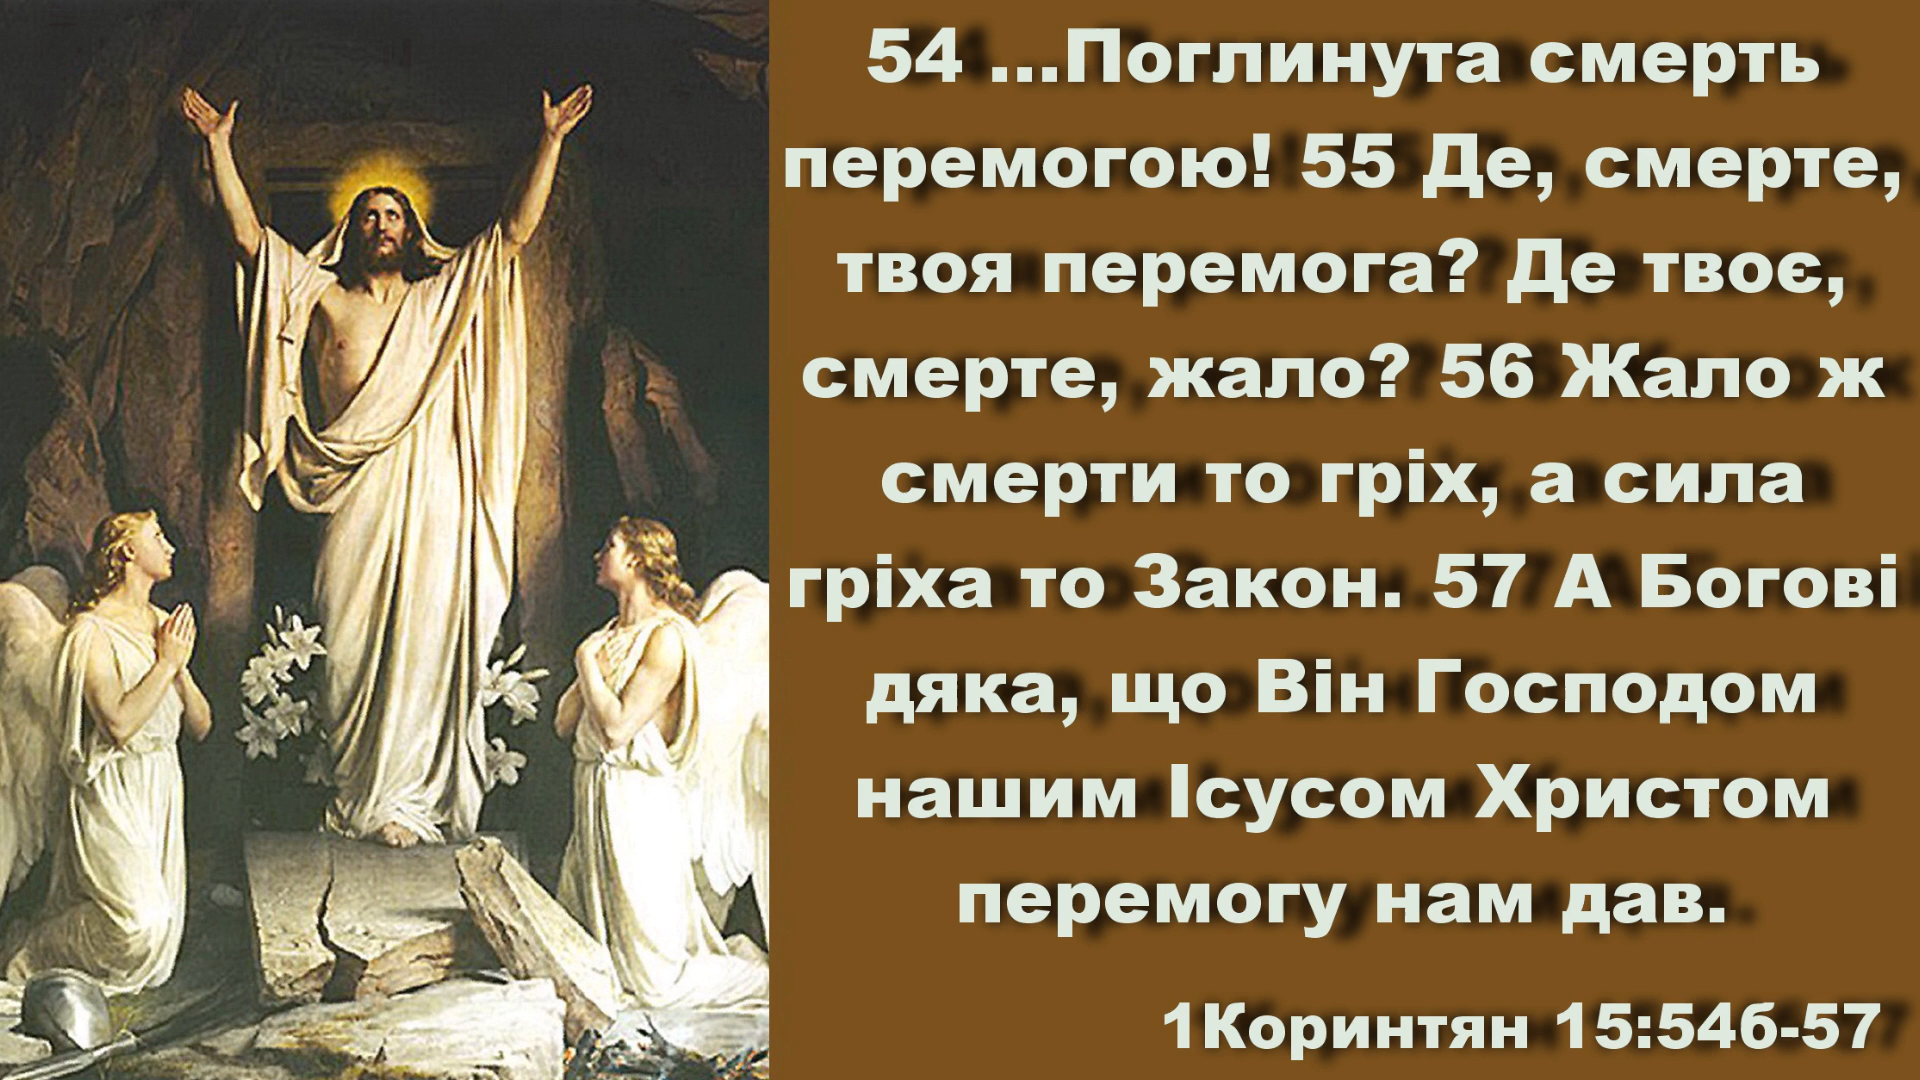 54 ...Поглинута смерть
перемогою! 55 Де, смерте,
твоя перемога? Де твоє,
смерте, жало? 56 Жало ж
смерти то гріх, а сила
гріха то Закон. 57 А Богові
дяка, що Він Господом
нашим Ісусом Христом
перемогу нам дав.
1Коринтян 15:54б-57